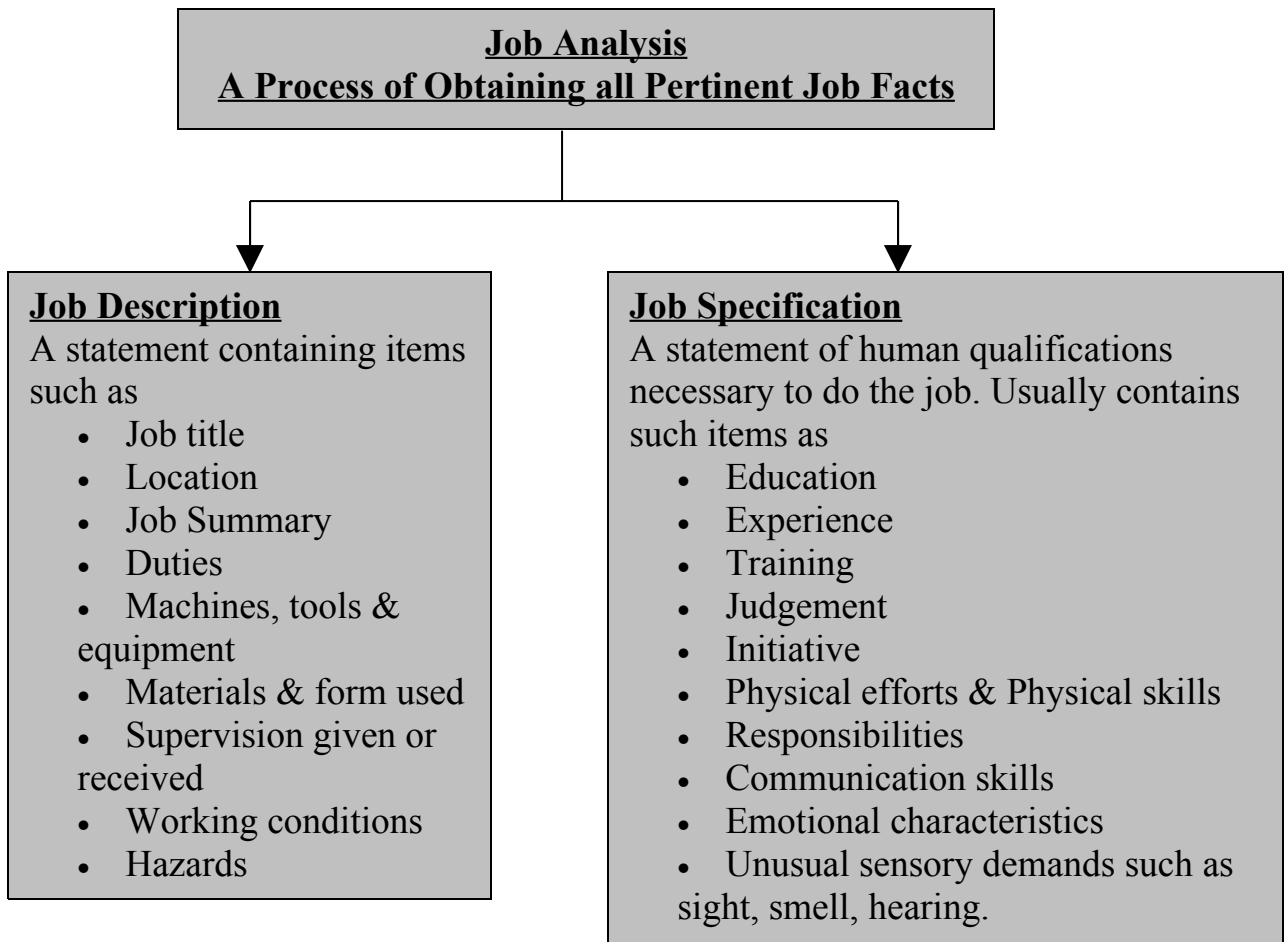 Job Analysis
A Process of Obtaining all Pertinent Job Facts
Job Description
A statement containing items
such as
• Job title
• Location
• Job Summary
• Duties
• Machines, tools &
equipment
• Materials & form used
• Supervision given or
received
• Working conditions
• Hazards
Job Specification
A statement of human qualifications
necessary to do the job. Usually contains
such items as
• Education
• Experience
• Training
• Judgement
• Initiative
• Physical efforts & Physical skills
• Responsibilities
• Communication skills
• Emotional characteristics
• Unusual sensory demands such as
sight, smell, hearing.